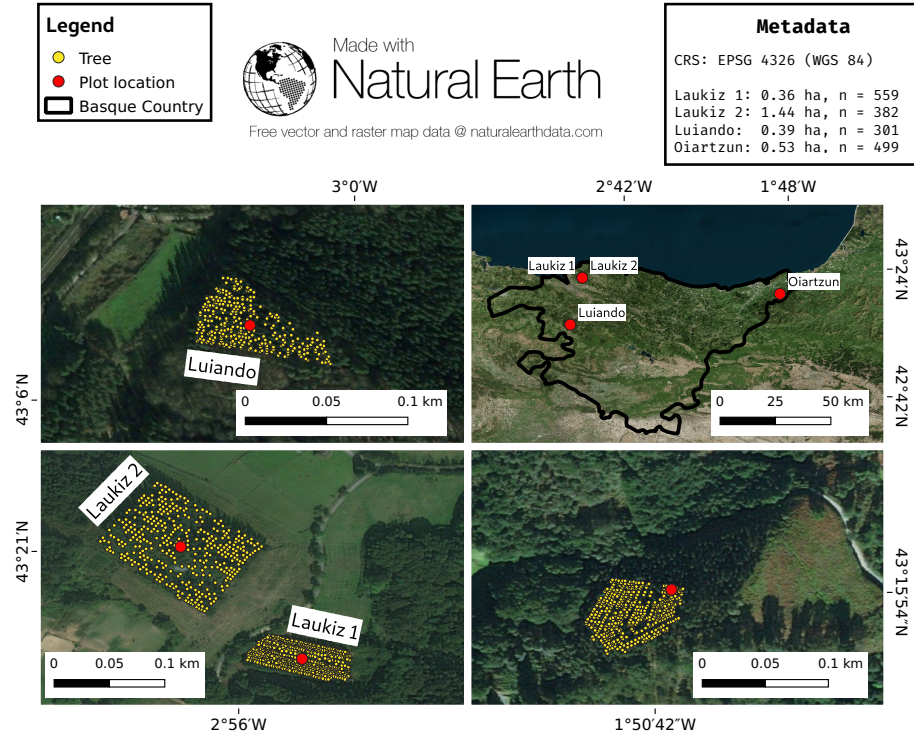 Legend
Tree
Plot location
Basque Country
Made with
Natural Earth
Free vector and raster map data @ naturalearthdata.com
Metadata
CRS: EPSG 4326 (WGS 84)
Laukiz 1: 0.36 ha, n = 559
Laukiz 2: 1.44 ha, n = 382
Luiando: 0.39 ha, n = 301
Oiartzun: 0.53 ha, n = 499
3°0'W
2°42'W
1°48'W
Luiando
0 0.05 0.1 km
43°6'N
Laukiz 1
Laukiz 2
Oiartzun
Luiando
0 25 50 km
43°24'N
42°42'N
Laukiz 2
Laukiz 1
0 0.05 0.1 km
43°21'N
2°56'W
0 0.05 0.1 km
43°15'54"N
1°50'42"W